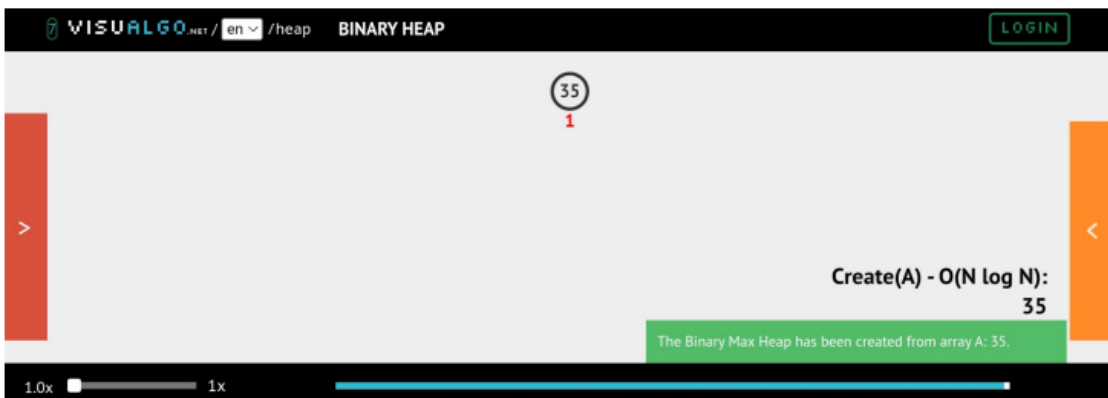 7 VISUALGO.NET / en /heap BINARY HEAP LOGIN
35
1
>
<
Create(A) - O(N log N):
35
The Binary Max Heap has been created from array A: 35.
1.0x 1x